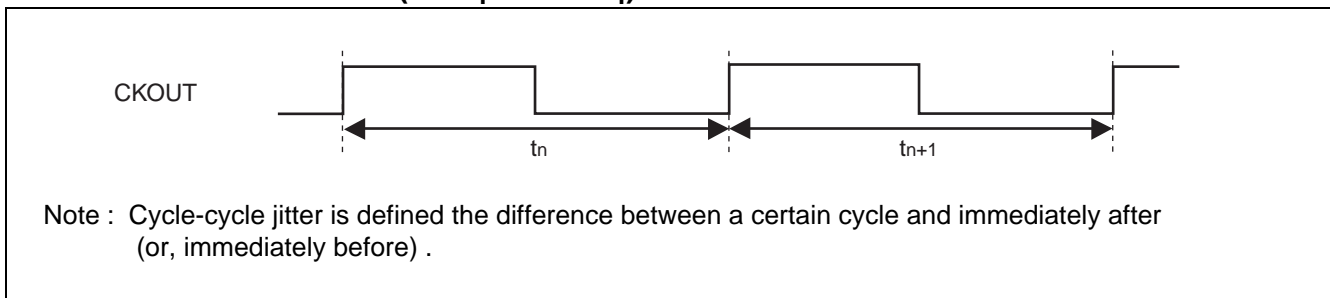 CKOUT
tn
tn+1
Note : Cycle-cycle jitter is defined the difference between a certain cycle and immediately after
(or, immediately before) .